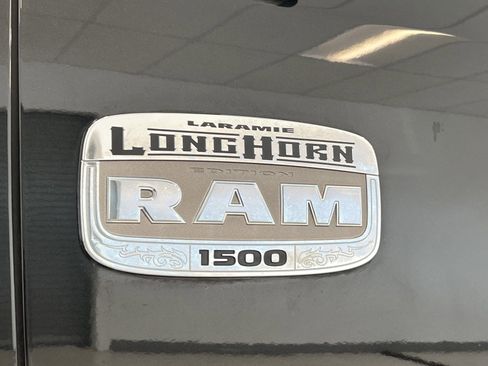 LARAMIE
LONGHORN
EDITION
RAM
1500